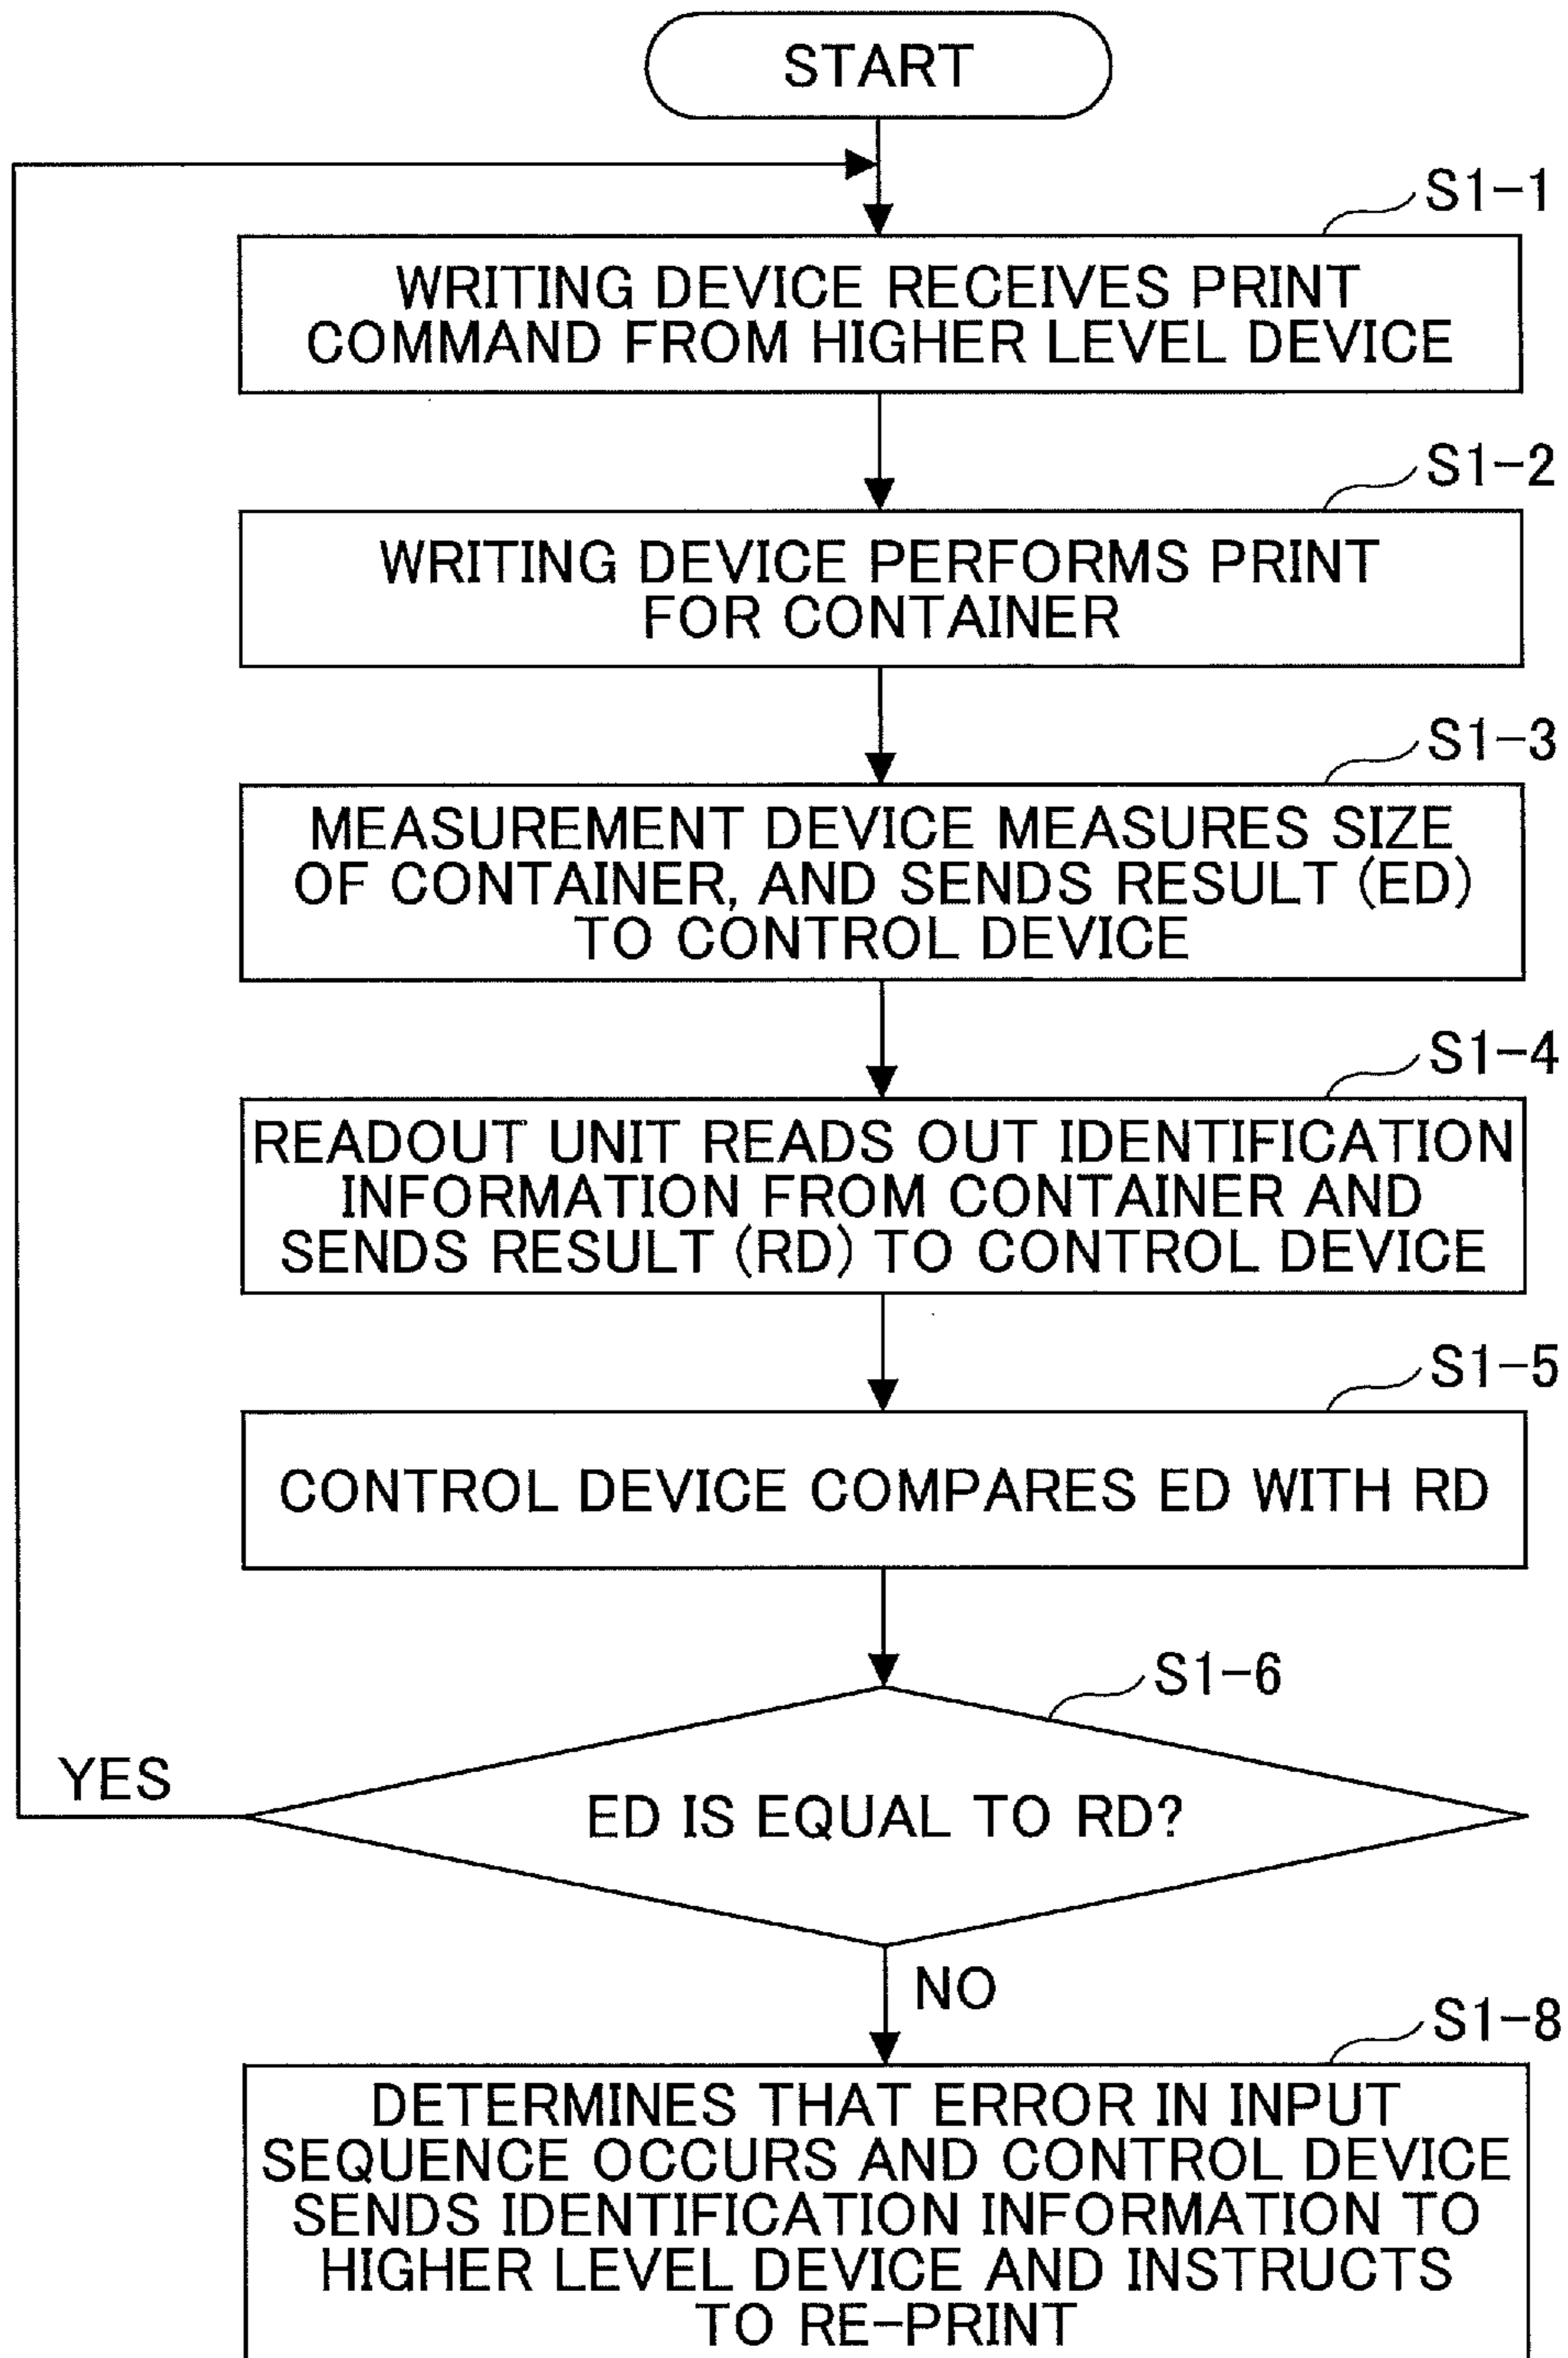 START
S1-1
WRITING DEVICE RECEIVES PRINT
COMMAND FROM HIGHER LEVEL DEVICE
S1-2
WRITING DEVICE PERFORMS PRINT
FOR CONTAINER
S1-3
MEASUREMENT DEVICE MEASURES SIZE
OF CONTAINER, AND SENDS RESULT (ED)
TO CONTROL DEVICE
S1-4
READOUT UNIT READS OUT IDENTIFICATION
INFORMATION FROM CONTAINER AND
SENDS RESULT (RD) TO CONTROL DEVICE
S1-5
CONTROL DEVICE COMPARES ED WITH RD
S1-6
YES
ED IS EQUAL TO RD?
NO
S1-8
DETERMINES THAT ERROR IN INPUT
SEQUENCE OCCURS AND CONTROL DEVICE
SENDS IDENTIFICATION INFORMATION TO
HIGHER LEVEL DEVICE AND INSTRUCTS
TO RE-PRINT